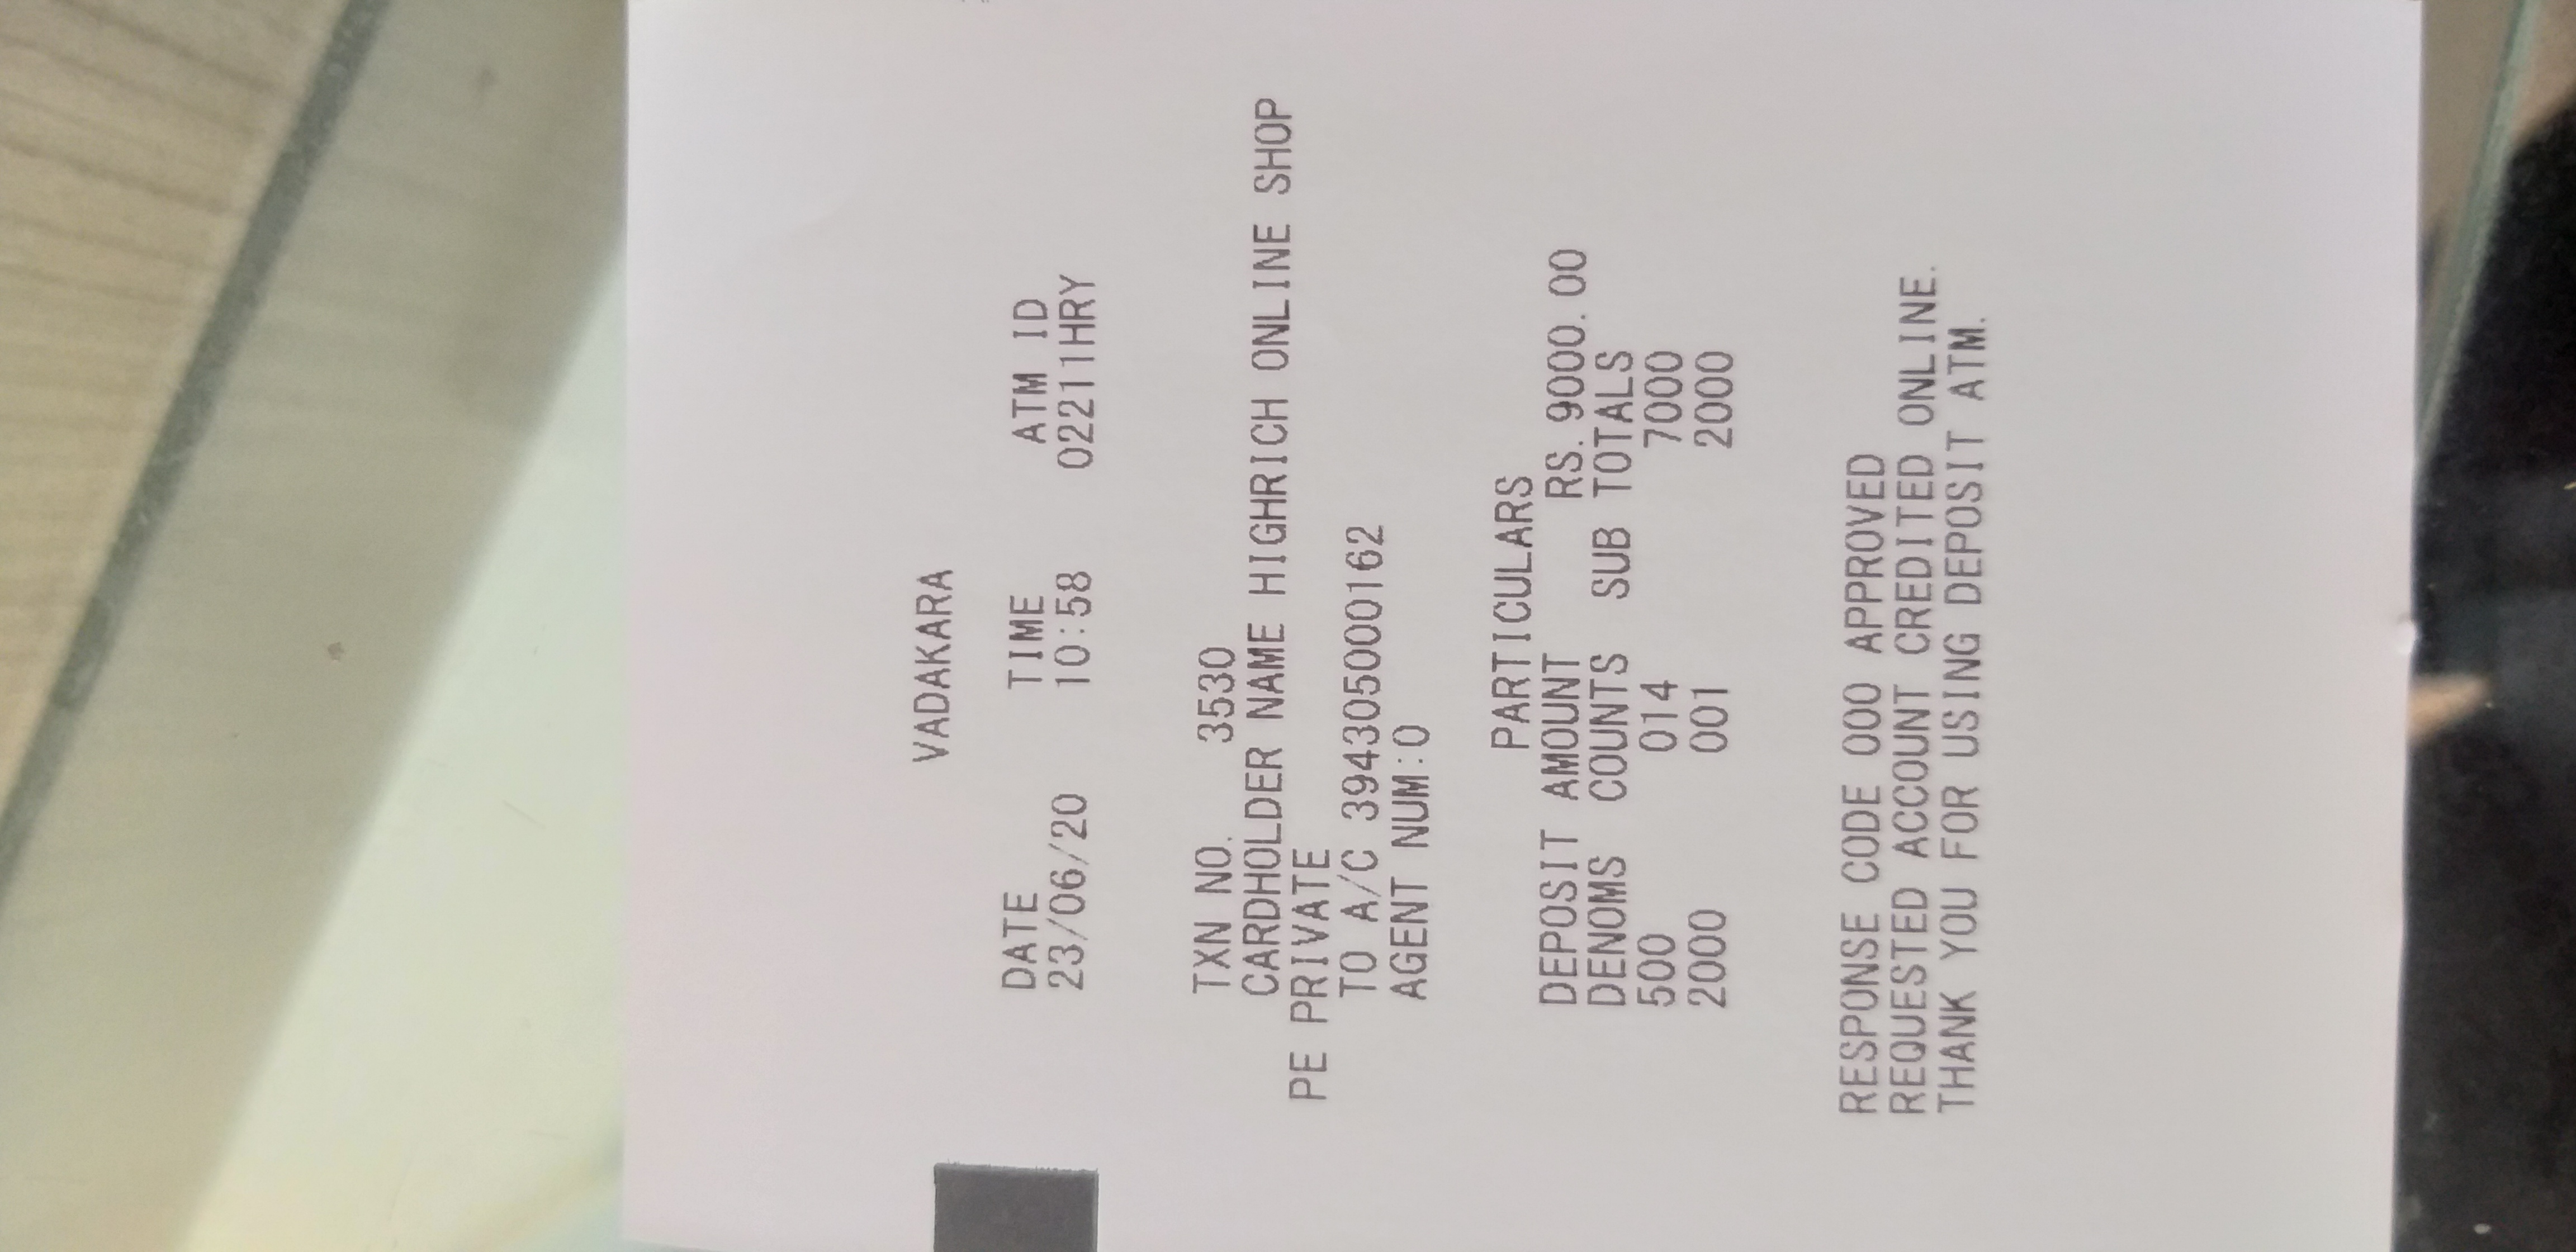 VADAKARA
DATE TIME ATM ID
23/06/20 10:58 02211HRY
TXN NO. 3530
CARDHOLDER NAME HIGHRICH ONLINE SHOP
PE PRIVATE
TO A/C 394305000162
AGENT NUM:0
PARTICULARS
DEPOSIT AMOUNT RS. 9000.00
DENOMS COUNTS SUB TOTALS
500 014 7000
2000 001 2000
RESPONSE CODE 000 APPROVED
REQUESTED ACCOUNT CREDITED ONLINE.
THANK YOU FOR USING DEPOSIT ATM.